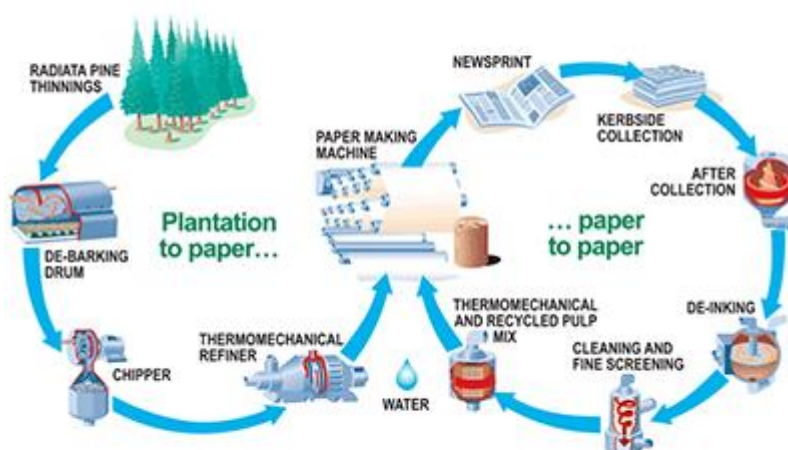 RADIATA PINE
THINNINGS
DE-BARKING
DRUM
CHIPPER
THERMOMECHANICAL
REFINER
Plantation
to paper...
PAPER MAKING
MACHINE
NEWSPRINT
KERBSIDE
COLLECTION
AFTER
COLLECTION
DE-INKING
CLEANING AND
FINE SCREENING
THERMOMECHANICAL
AND RECYCLED PULP
MIX
WATER
... paper
to paper